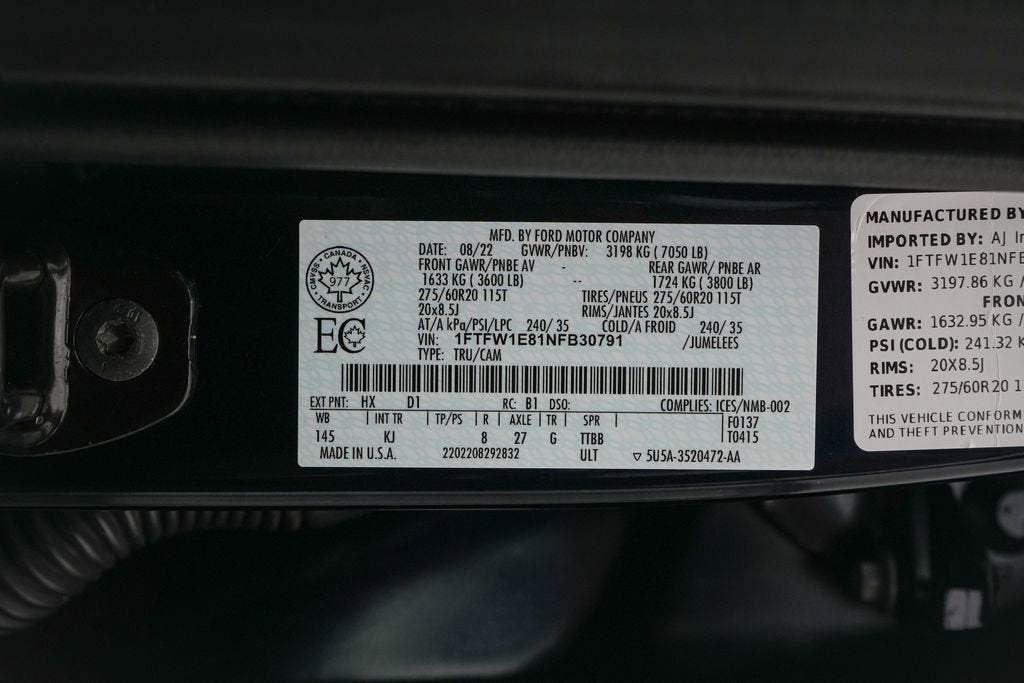 MFD. BY FORD MOTOR COMPANY
DATE: 08/22 GVWR/PNBV: 3198 KG ( 7050 LB)
FRONT GAWR/PNBE AV - REAR GAWR/ PNBE AR
1633 KG ( 3600 LB) -- 1724 KG ( 3800 LB)
275/60R20 115T TIRES/PNEUS 275/60R20 115T
20x8.5J RIMS/JANTES 20x8.5J
AT/A kPa/PSI/LPC 240/ 35 COLD/A FROID 240/ 35
VIN: 1FTFW1E81NFB30791 /JUMELEES
TYPE: TRU/CAM
CANADA
CMVSS 977 NSVAC
TRANSPORT
EC
EXT PNT: HX D1 RC: B1 DSO: COMPLIES: ICES/NMB-002
WB INT TR TP/PS R AXLE TR SPR F0137
145 KJ 8 27 G TTBB T0415
MADE IN U.S.A. 2202208292832 ULT ▽ 5U5A-3520472-AA
MANUFACTURED BY
IMPORTED BY: AJ
VIN: 1FTFW1E81NFB
GVWR: 3197.86 KG /
FRON
GAWR: 1632.95 KG /
PSI (COLD): 241.32 K
RIMS: 20X8.5J
TIRES: 275/60R20 1
THIS VEHICLE CONFORM
AND THEFT PREVENTION